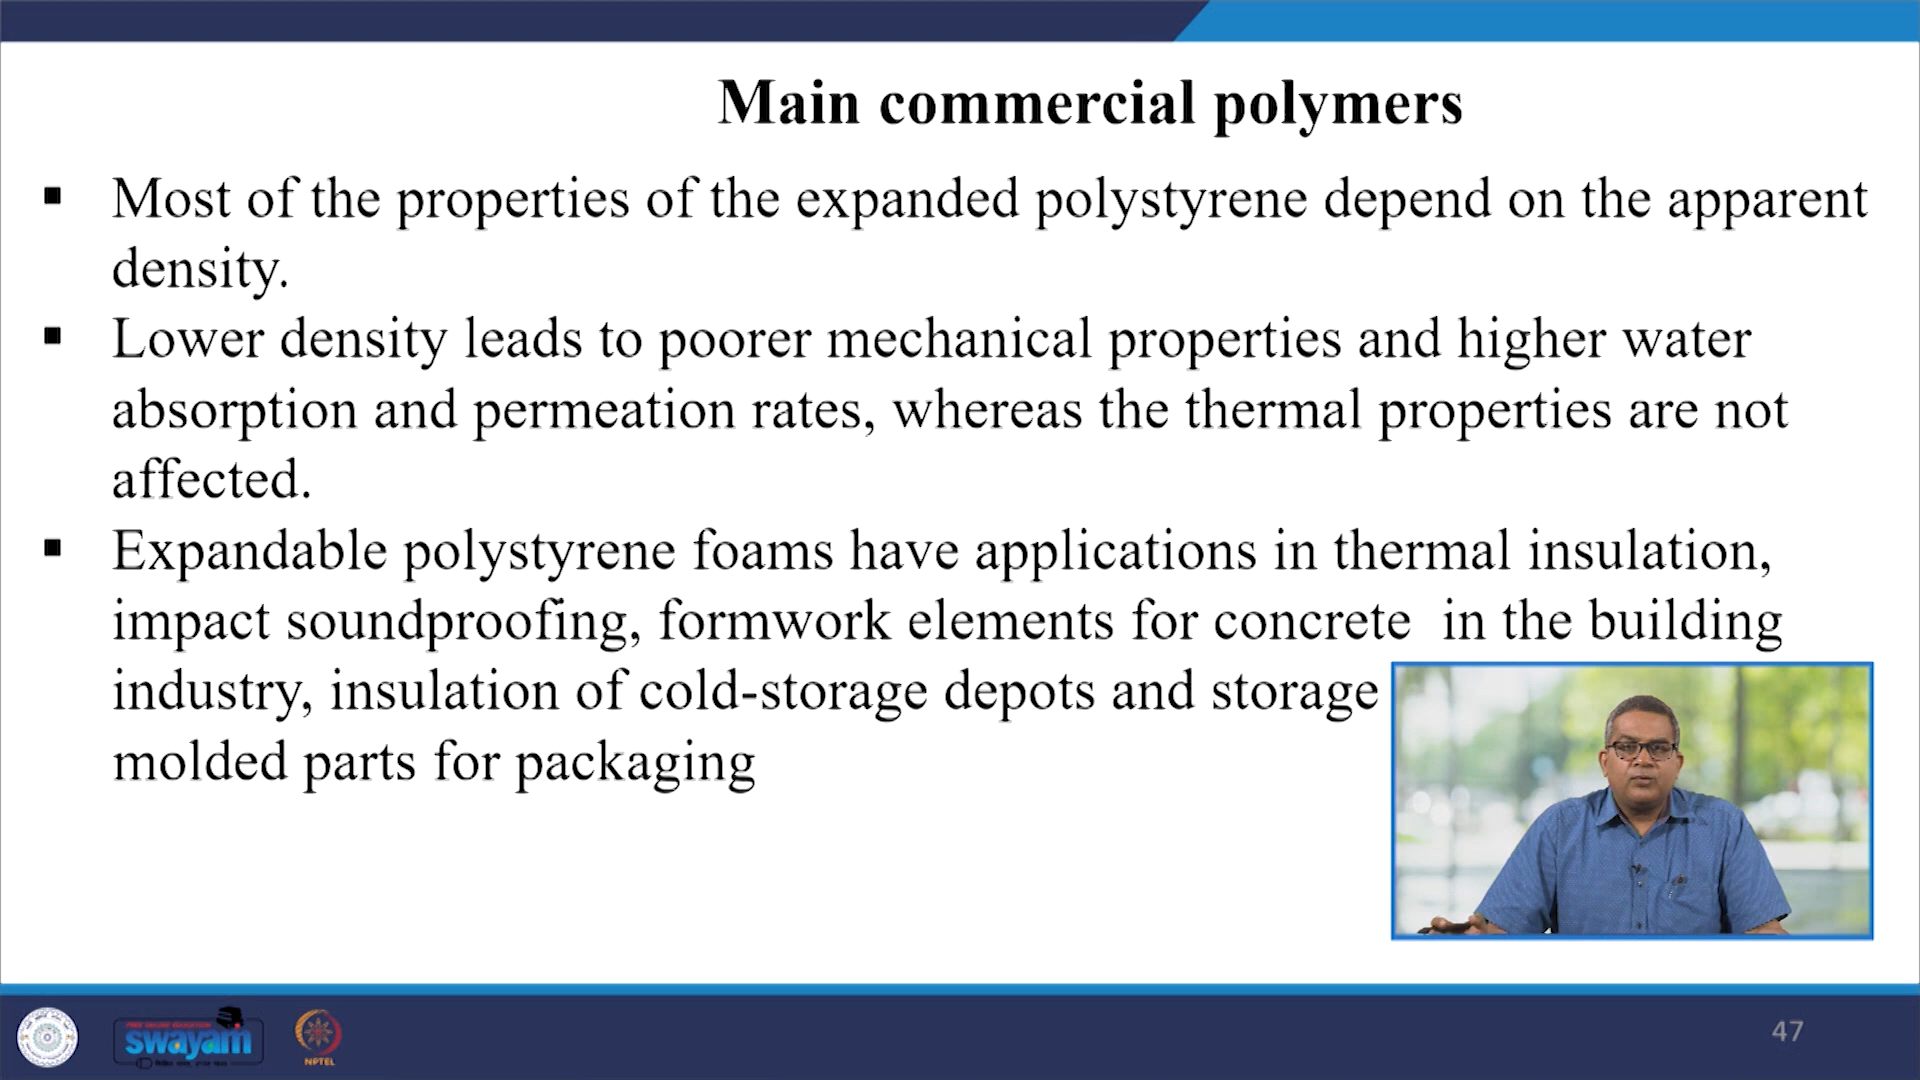 Main commercial polymers
▪ Most of the properties of the expanded polystyrene depend on the apparent
density.
▪ Lower density leads to poorer mechanical properties and higher water
absorption and permeation rates, whereas the thermal properties are not
affected.
▪ Expandable polystyrene foams have applications in thermal insulation,
impact soundproofing, formwork elements for concrete in the building
industry, insulation of cold-storage depots and storage
molded parts for packaging
FREE ONLINE EDUCATION
swayam
NPTEL
47